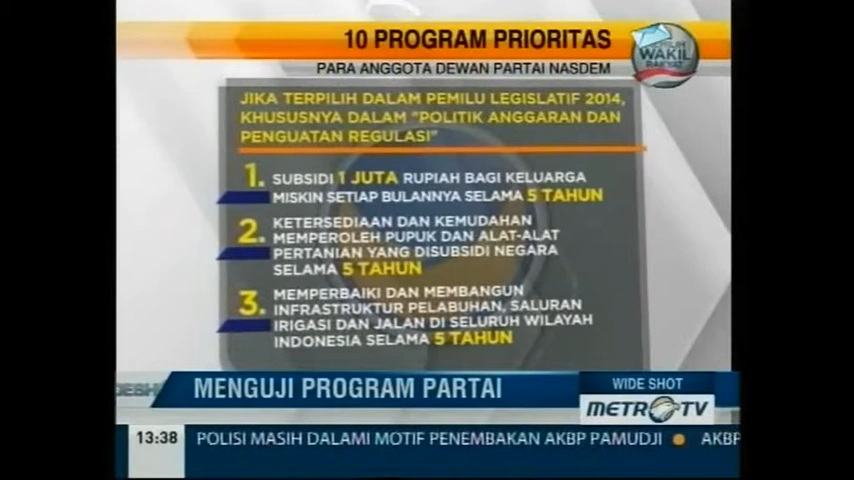 10 PROGRAM PRIORITAS
WAKIL
RAKYAT
PARA ANGGOTA DEWAN PARTAI NASDEM
JIKA TERPILIH DALAM PEMILU LEGISLATIF 2014,
KHUSUSNYA DALAM "POLITIK ANGGARAN DAN
PENGUATAN REGULASI"
1. SUBSIDI 1 JUTA RUPIAH BAGI KELUARGA
MISKIN SETIAP BULANNYA SELAMA 5 TAHUN
2. KETERSEDIAAN DAN KEMUDAHAN
MEMPEROLEH PUPUK DAN ALAT-ALAT
PERTANIAN YANG DISUBSIDI NEGARA
SELAMA 5 TAHUN
3. MEMPERBAIKI DAN MEMBANGUN
INFRASTRUKTUR PELABUHAN, SALURAN
IRIGASI DAN JALAN DI SELURUH WILAYAH
INDONESIA SELAMA 5 TAHUN
MENGUJI PROGRAM PARTAI
WIDE SHOT
METRO TV
13:38 POLISI MASIH DALAMI MOTIF PENEMBAKAN AKBP PAMUDJI • AKBP